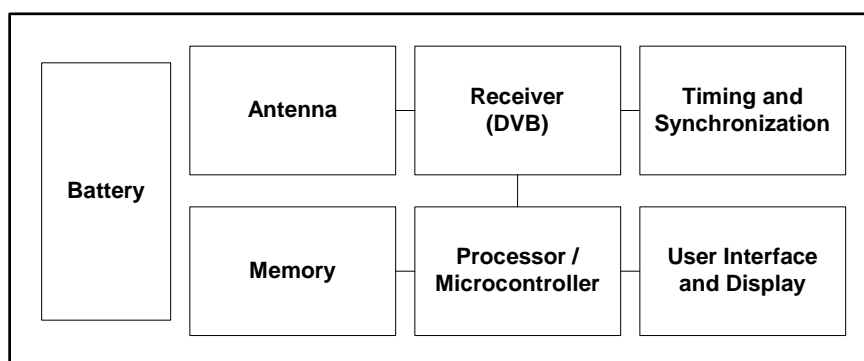 Battery
Antenna
Receiver
(DVB)
Timing and
Synchronization
Memory
Processor /
Microcontroller
User Interface
and Display